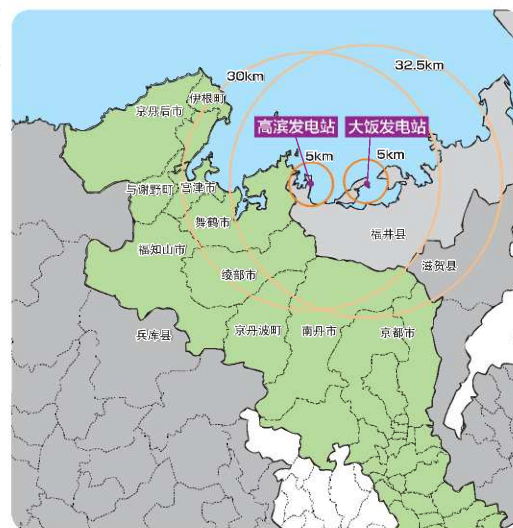 32.5km
30km
伊根町
京丹后市
高滨发电站
大饭发电站
5km
5km
与谢野町
宫津市
舞鹤市
福井县
福知山市
滋贺县
绫部市
兵库县
京丹波町
南丹市
京都市